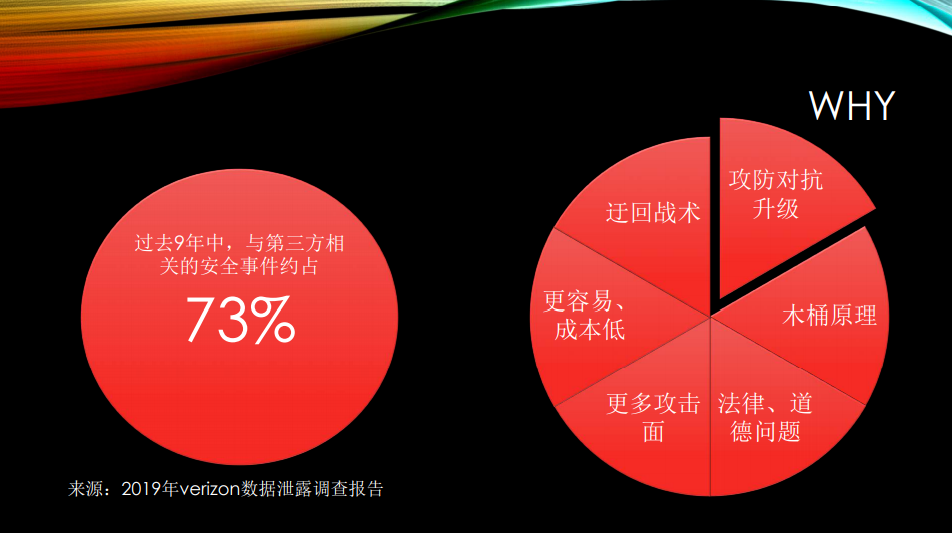 WHY
过去9年中，与第三方相
关的安全事件约占
73%
来源：2019年verizon数据泄露调查报告
攻防对抗
升级
木桶原理
法律、道
德问题
更多攻击
面
更容易、
成本低
迂回战术